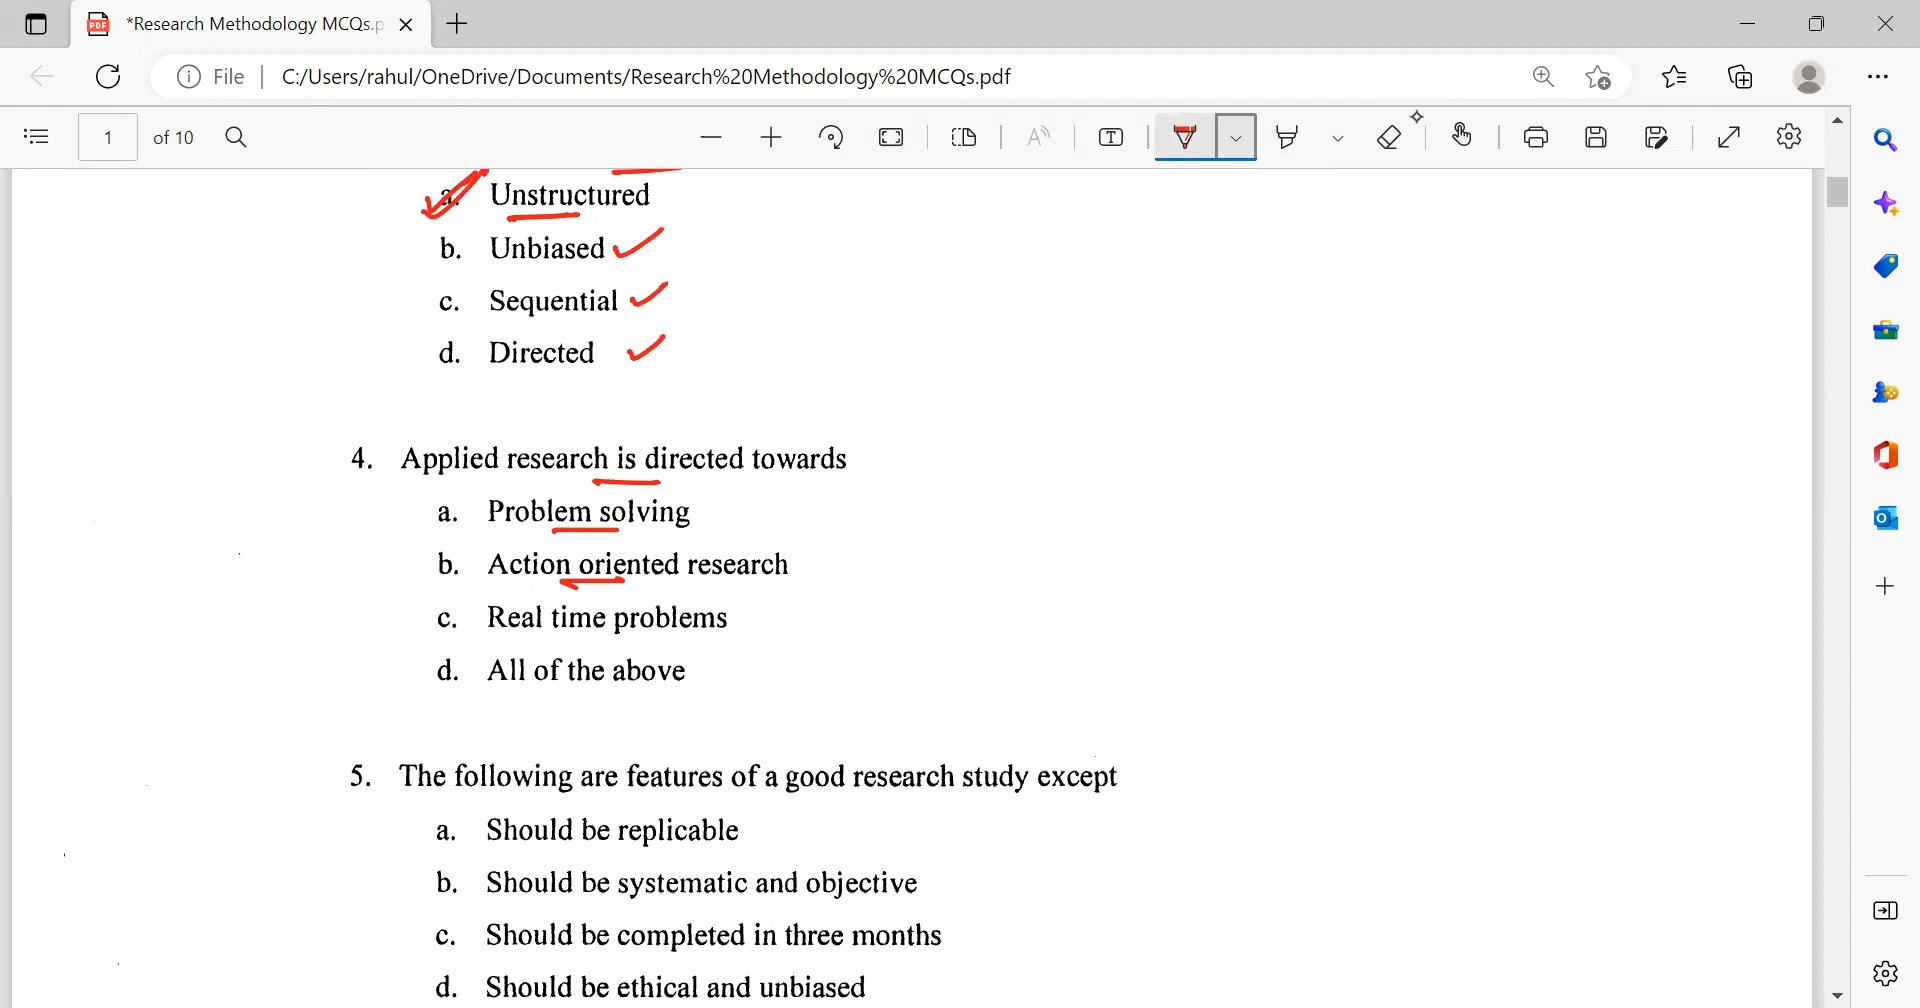 *Research Methodology MCQs.p
File C:/Users/rahul/OneDrive/Documents/Research%20Methodology%20MCQs.pdf
1 of 10
a. Unstructured
b. Unbiased
c. Sequential
d. Directed
4. Applied research is directed towards
a. Problem solving
b. Action oriented research
c. Real time problems
d. All of the above
5. The following are features of a good research study except
a. Should be replicable
b. Should be systematic and objective
c. Should be completed in three months
d. Should be ethical and unbiased